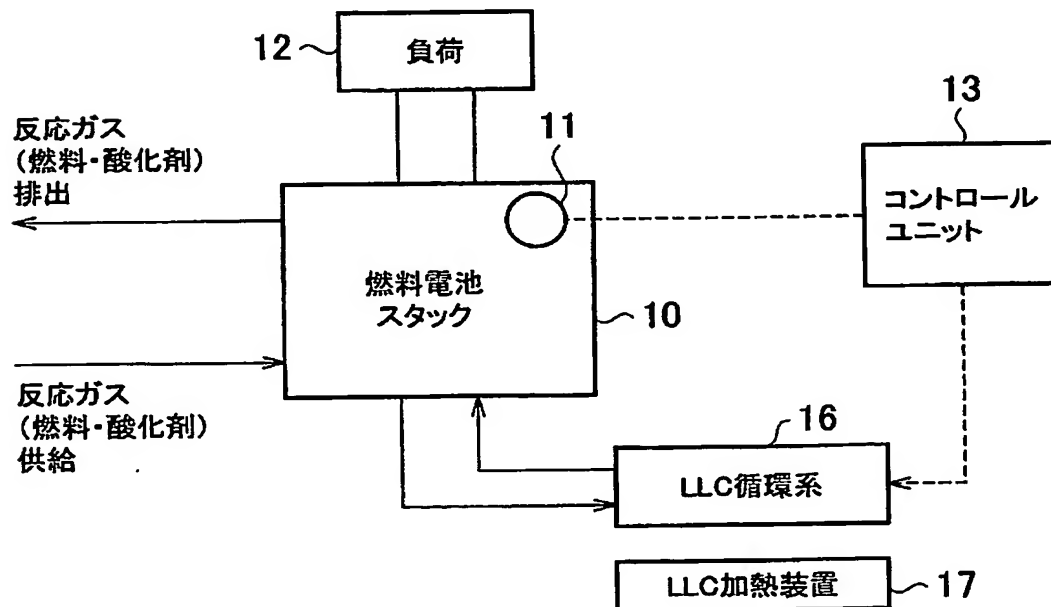 12
負荷
13
11
反応ガス
(燃料・酸化剤)
排出
コントロール
ユニット
燃料電池
スタック
10
反応ガス
(燃料・酸化剤)
供給
16
LLC循環系
LLC加熱装置
17